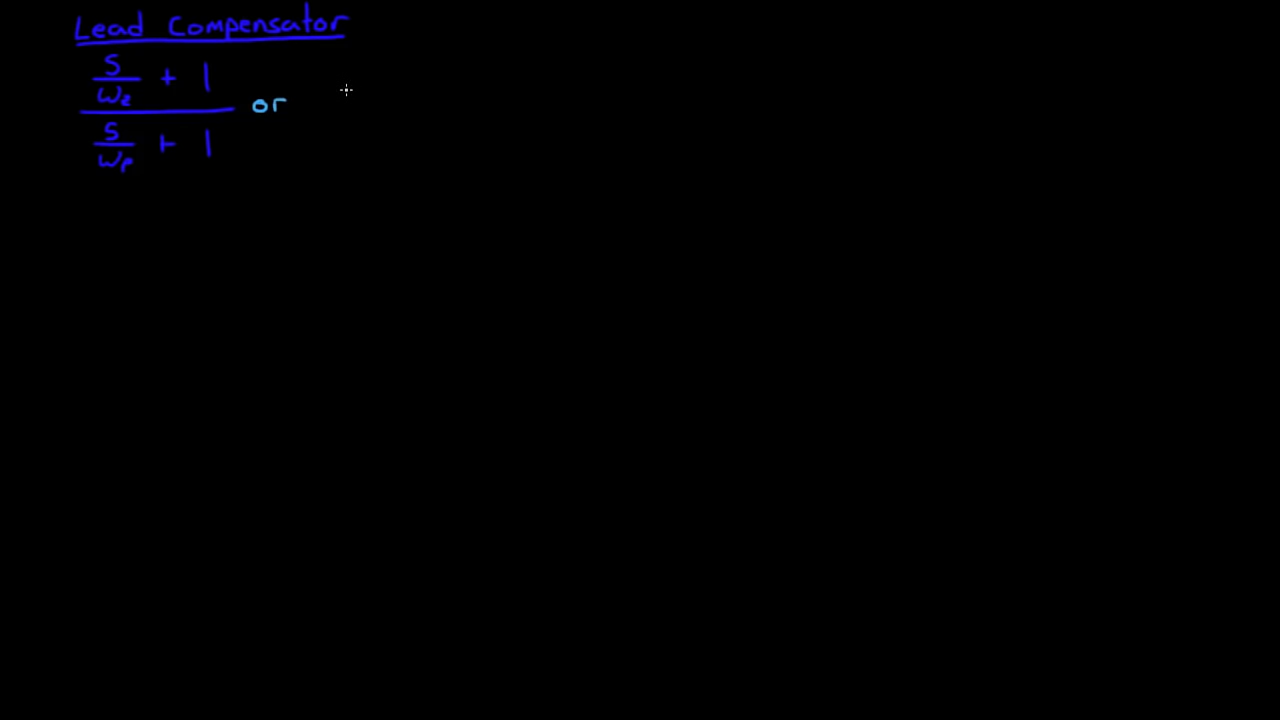 Lead Compensator
S/ωz + 1 or
S/ωp + 1